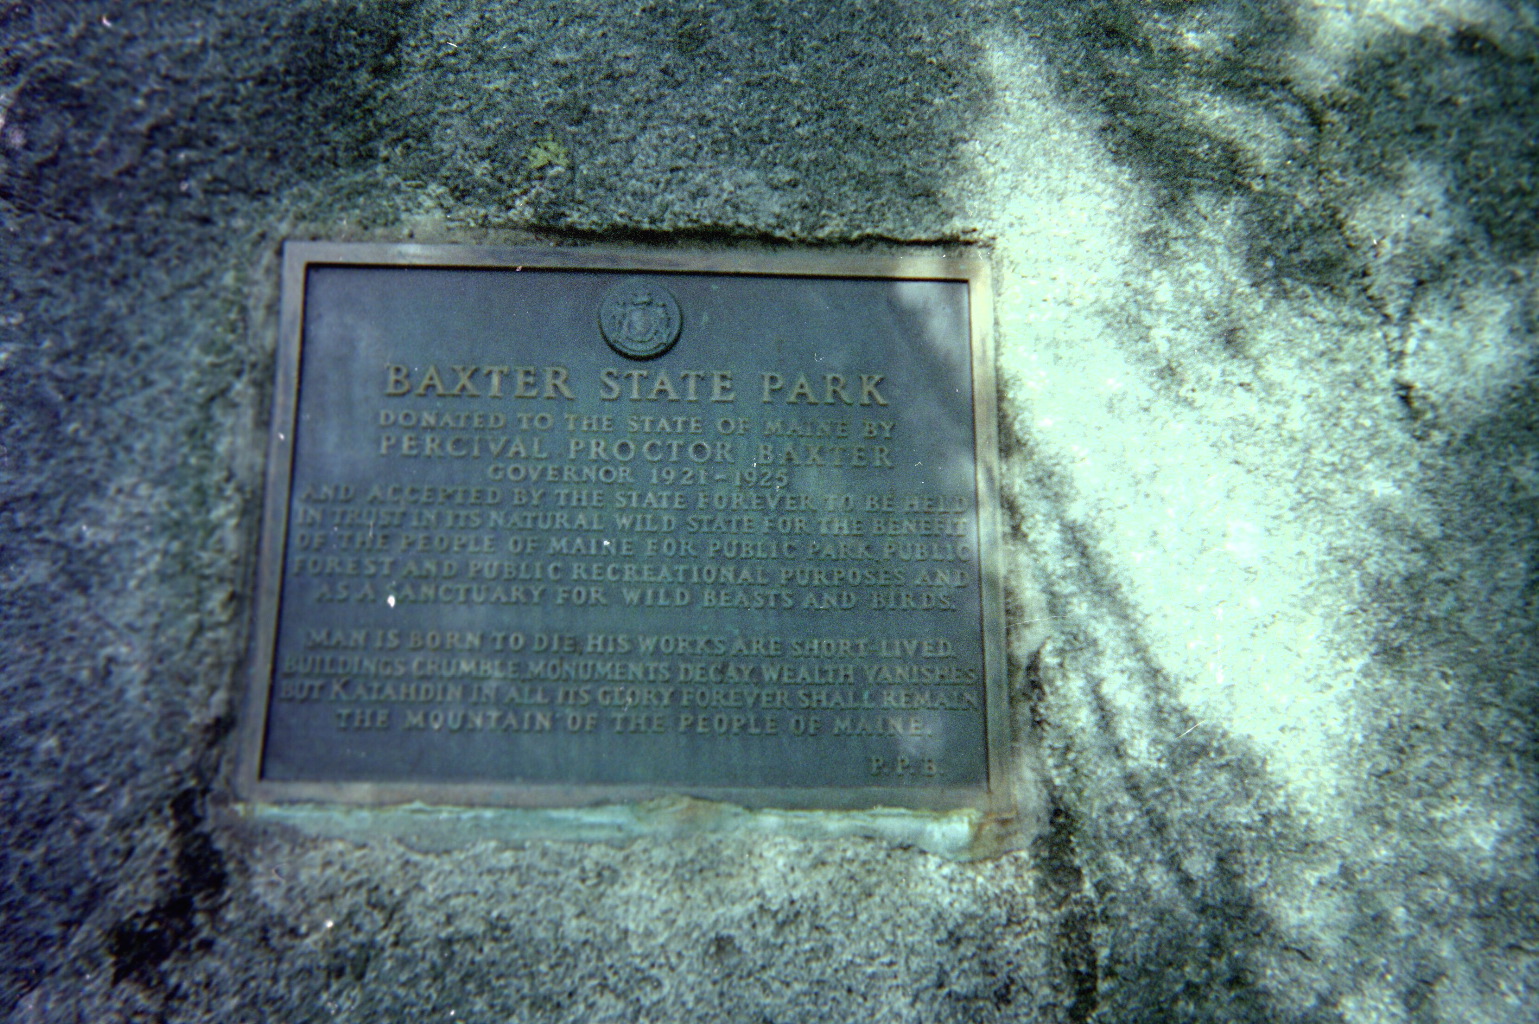 BAXTER STATE PARK
DONATED TO THE STATE OF MAINE BY
PERCIVAL PROCTOR BAXTER
GOVERNOR 1921-1925
AND ACCEPTED BY THE STATE FOREVER TO BE HELD
IN TRUST IN ITS NATURAL WILD STATE FOR THE BENEFIT
OF THE PEOPLE OF MAINE FOR PUBLIC PARK, PUBLIC
FOREST AND PUBLIC RECREATIONAL PURPOSES AND
AS A SANCTUARY FOR WILD BEASTS AND BIRDS.
MAN IS BORN TO DIE, HIS WORKS ARE SHORT LIVED
BUILDINGS CRUMBLE, MONUMENTS DECAY, WEALTH VANISHES
BUT KATAHDIN IN ALL ITS GLORY FOREVER SHALL REMAIN
THE MOUNTAIN OF THE PEOPLE OF MAINE.
P.P.B.